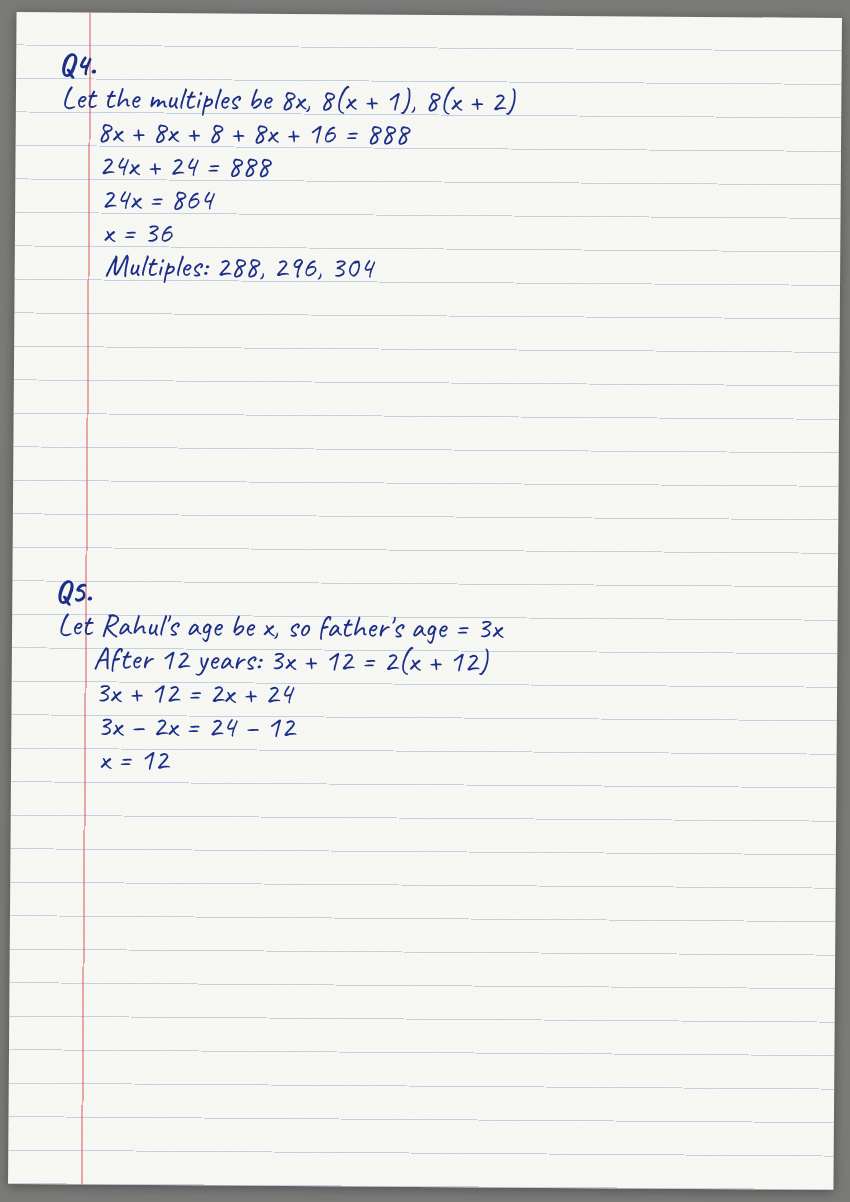 Q4.
Let the multiples be 8x, 8(x + 1), 8(x + 2)
8x + 8x + 8 + 8x + 16 = 888
24x + 24 = 888
24x = 864
x = 36
Multiples: 288, 296, 304
Q5.
Let Rahul's age be x, so father's age = 3x
After 12 years: 3x + 12 = 2(x + 12)
3x + 12 = 2x + 24
3x − 2x = 24 − 12
x = 12